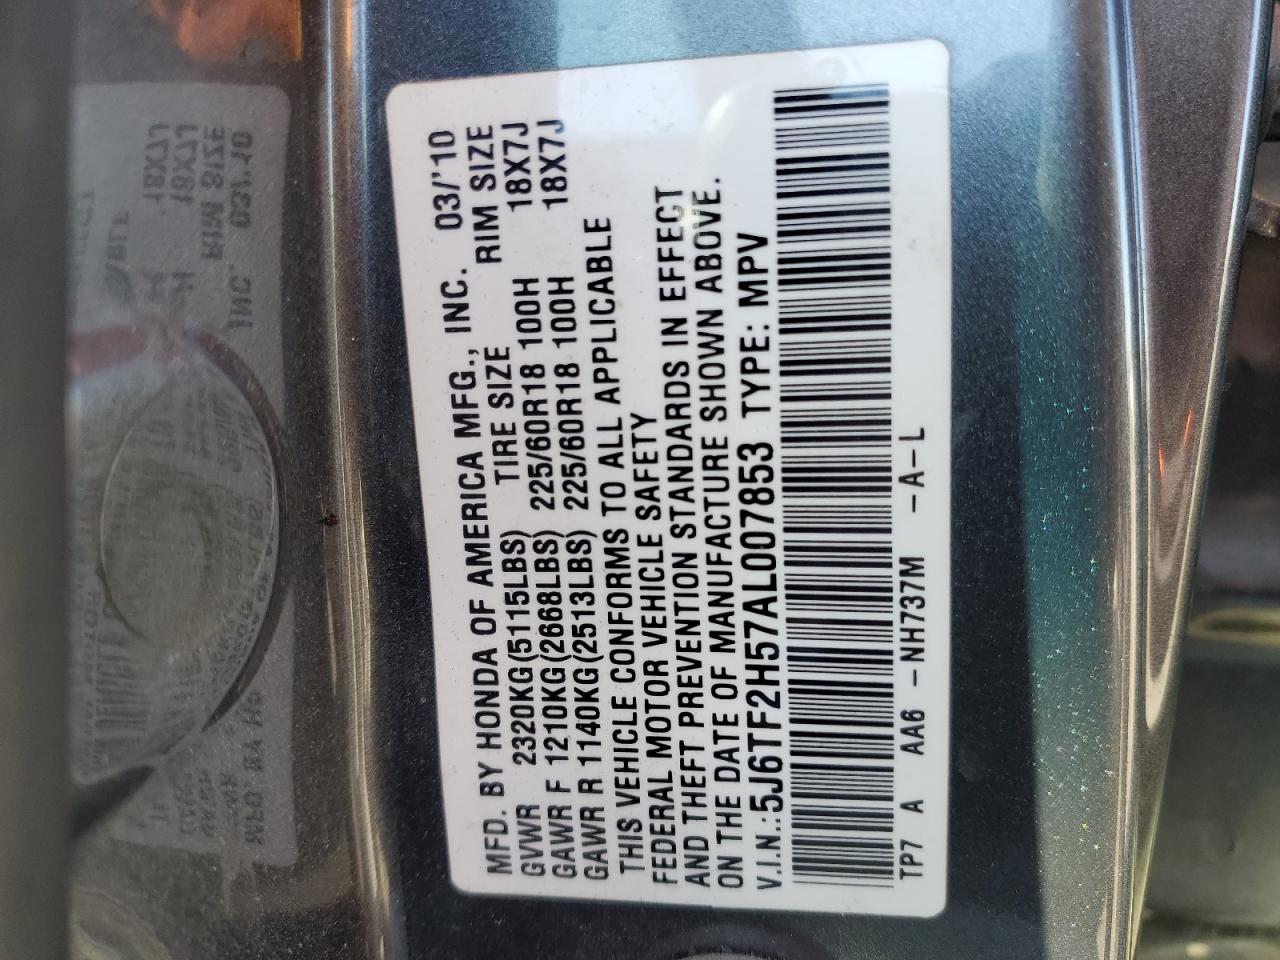 MFD. BY HONDA OF AMERICA MFG., INC. 03/'10
GVWR 2320KG(5115LBS) TIRE SIZE RIM SIZE
GAWR F 1210KG(2668LBS) 225/60R18 100H 18X7J
GAWR R 1140KG(2513LBS) 225/60R18 100H 18X7J
THIS VEHICLE CONFORMS TO ALL APPLICABLE
FEDERAL MOTOR VEHICLE SAFETY
AND THEFT PREVENTION STANDARDS IN EFFECT
ON THE DATE OF MANUFACTURE SHOWN ABOVE.
V.I.N.:5J6TF2H57AL007853 TYPE: MPV
TP7 A AA6 -NH737M -A-L